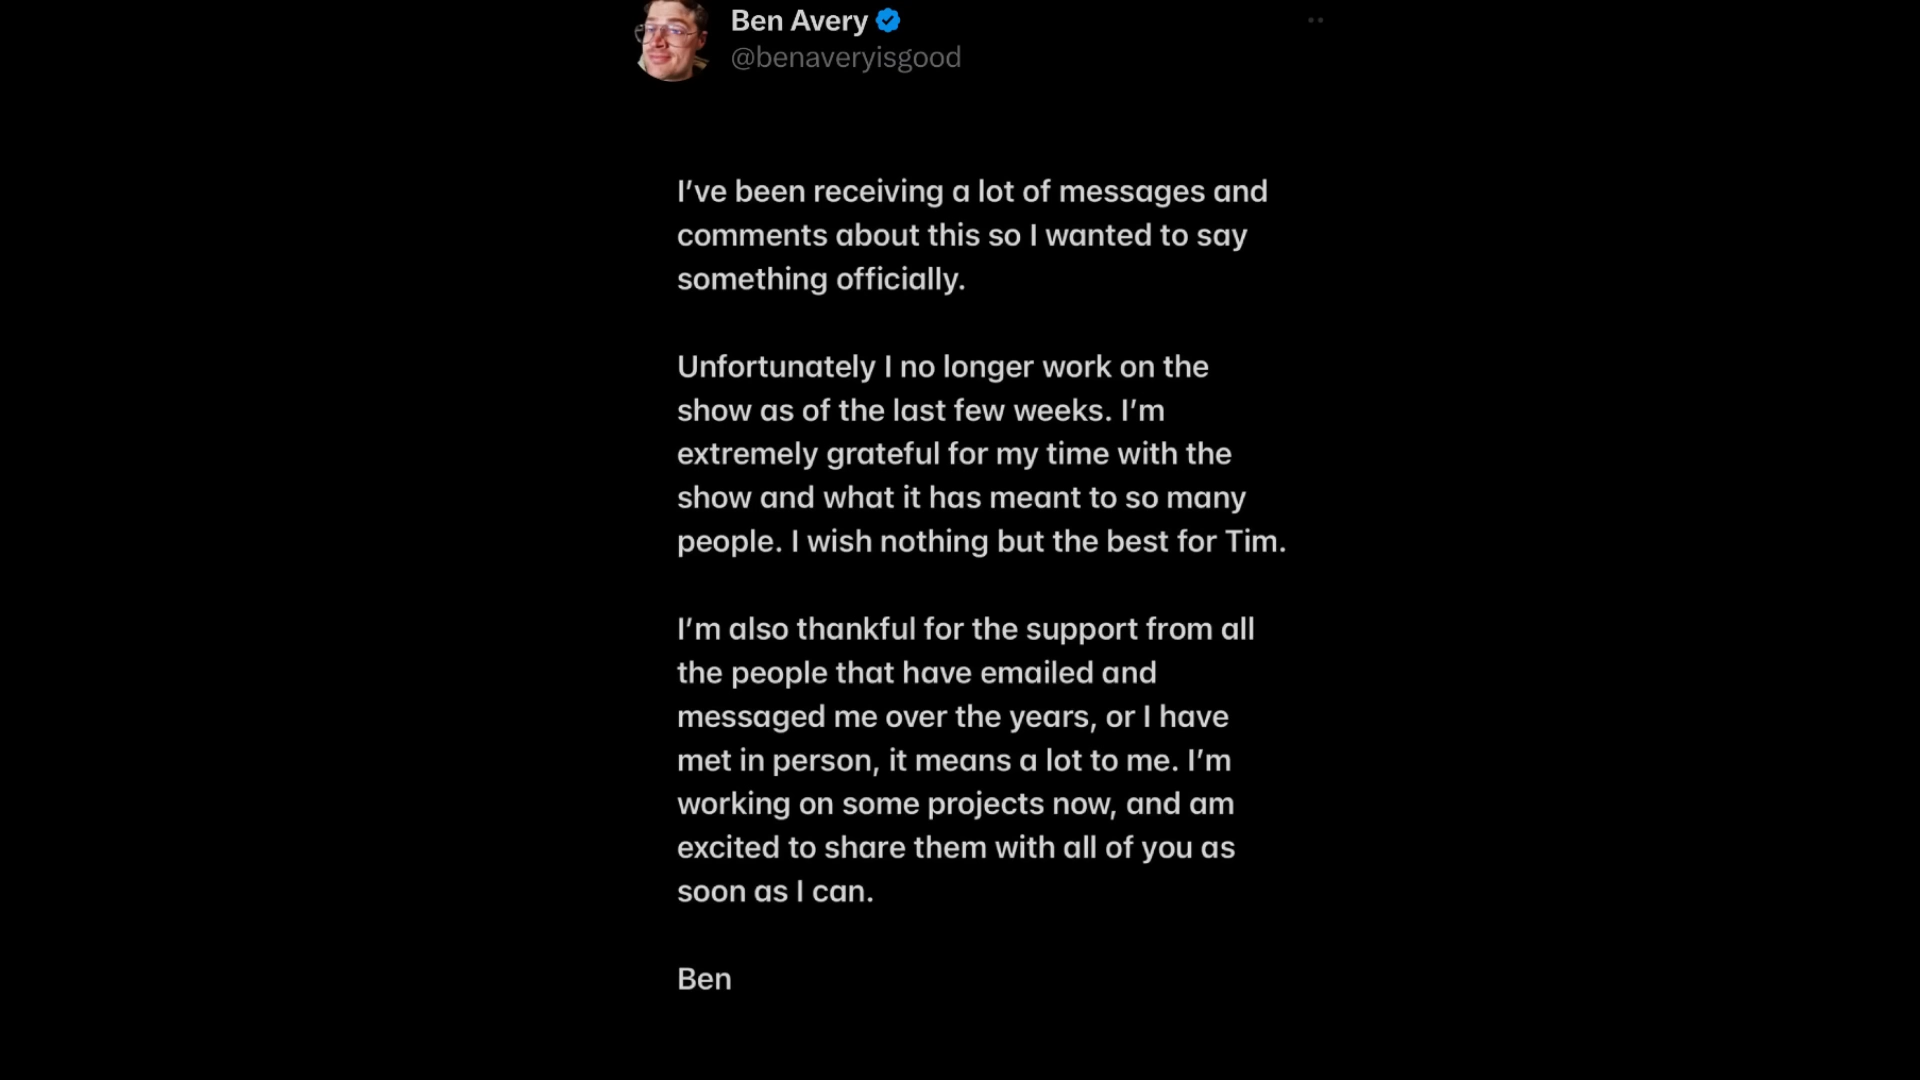 Ben Avery
@benaveryisgood
I’ve been receiving a lot of messages and
comments about this so I wanted to say
something officially.
Unfortunately I no longer work on the
show as of the last few weeks. I’m
extremely grateful for my time with the
show and what it has meant to so many
people. I wish nothing but the best for Tim.
I’m also thankful for the support from all
the people that have emailed and
messaged me over the years, or I have
met in person, it means a lot to me. I’m
working on some projects now, and am
excited to share them with all of you as
soon as I can.
Ben